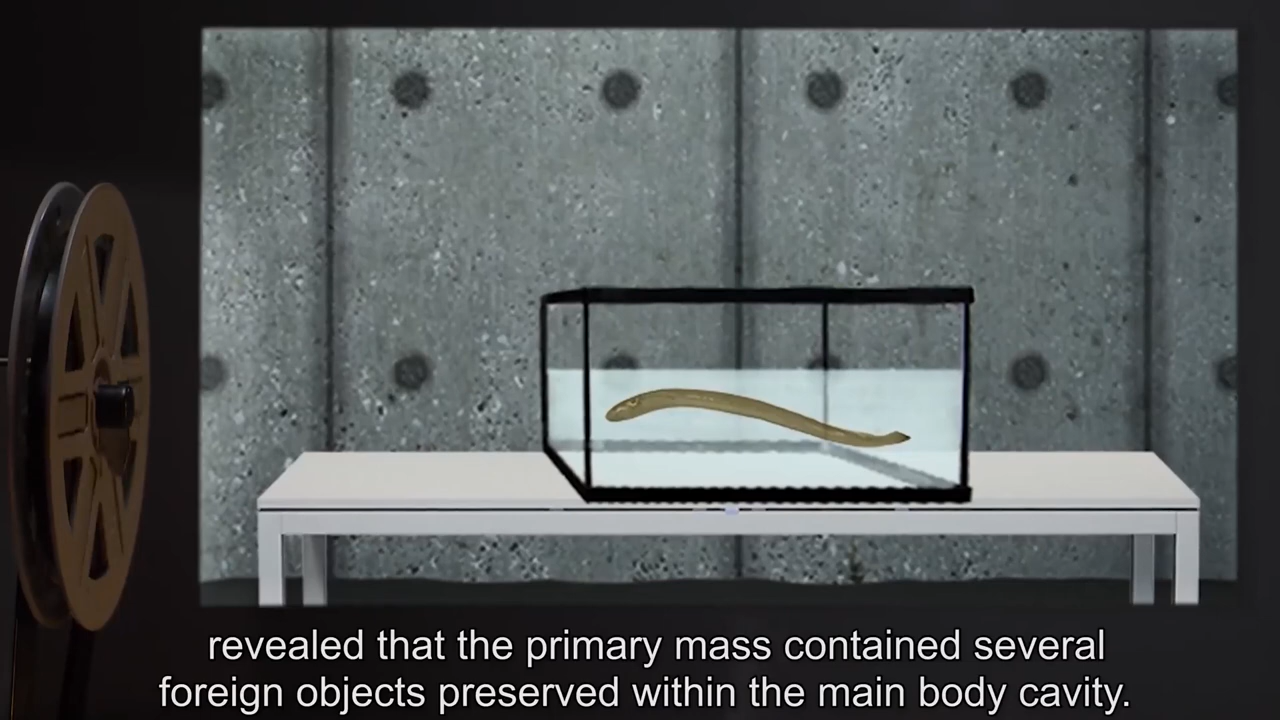 revealed that the primary mass contained several
foreign objects preserved within the main body cavity.